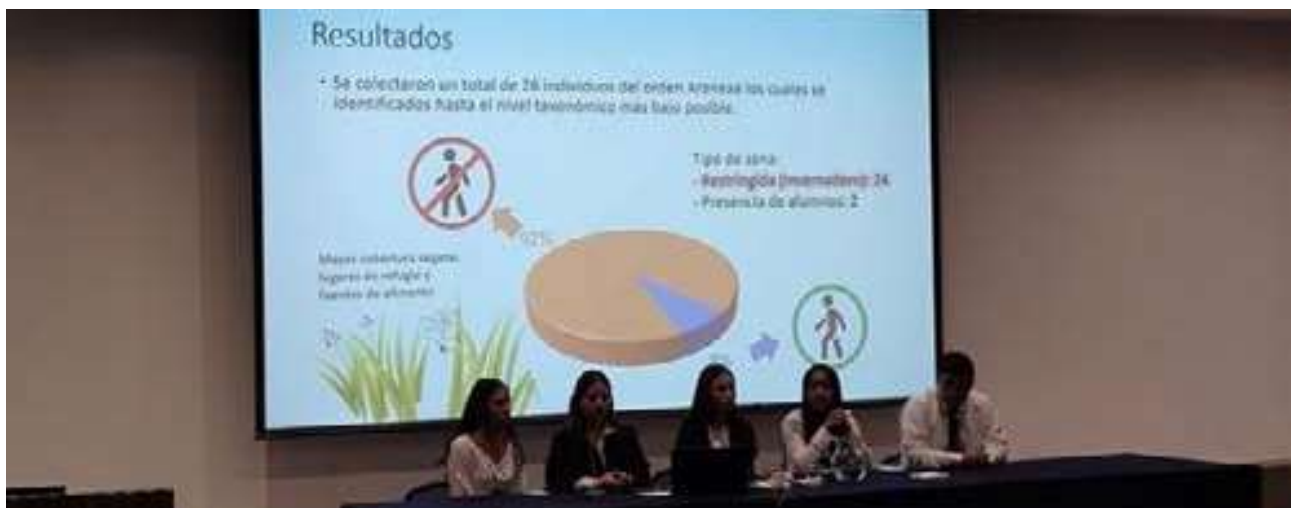 Resultados
• Se colectaron un total de 26 individuos del orden Araneae los cuales se
identificados hasta el nivel taxonómico mas bajo posible.
Tipo de zona:
- Restringida (invernadero): 24
- Presencia de alumnos: 2
92%
Mayor cobertura vegetal
lugares de refugio y
fuentes de alimento